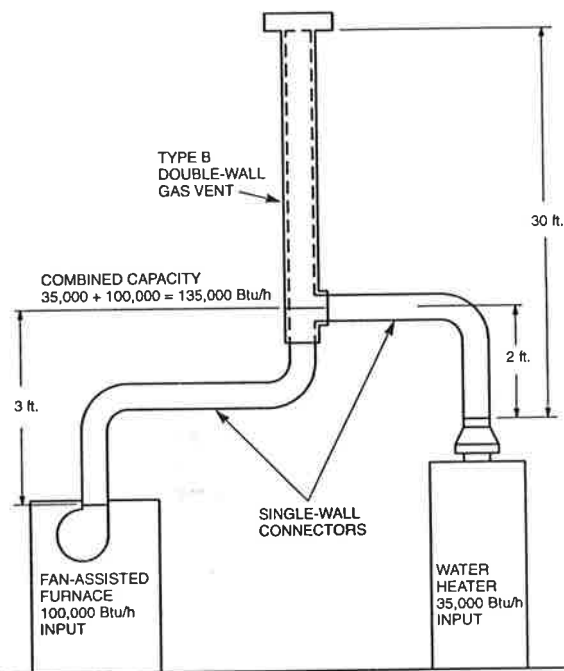 TYPE B
DOUBLE-WALL
GAS VENT
30 ft.
COMBINED CAPACITY
35,000 + 100,000 = 135,000 Btu/h
2 ft.
3 ft.
SINGLE-WALL
CONNECTORS
FAN-ASSISTED
FURNACE
100,000 Btu/h
INPUT
WATER
HEATER
35,000 Btu/h
INPUT